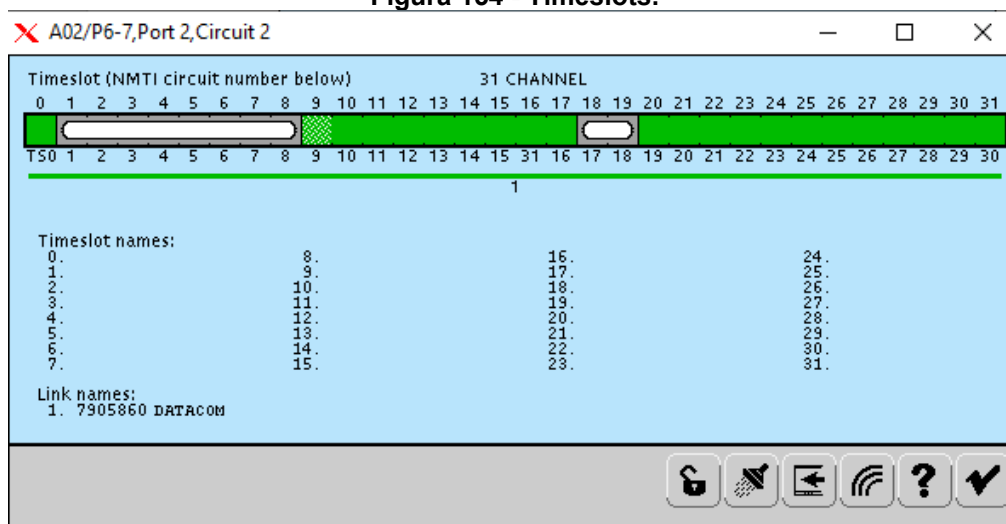 Figura 164 - Timeslots.
A02/P6-7,Port 2,Circuit 2
Timeslot (NMTI circuit number below) 31 CHANNEL
0 1 2 3 4 5 6 7 8 9 10 11 12 13 14 15 16 17 18 19 20 21 22 23 24 25 26 27 28 29 30 31
TS0 1 2 3 4 5 6 7 8 9 10 11 12 13 14 15 31 16 17 18 19 20 21 22 23 24 25 26 27 28 29 30
1
Timeslot names:
0. 8. 16. 24.
1. 9. 17. 25.
2. 10. 18. 26.
3. 11. 19. 27.
4. 12. 20. 28.
5. 13. 21. 29.
6. 14. 22. 30.
7. 15. 23. 31.
Link names:
1. 7905860 DATACOM
?